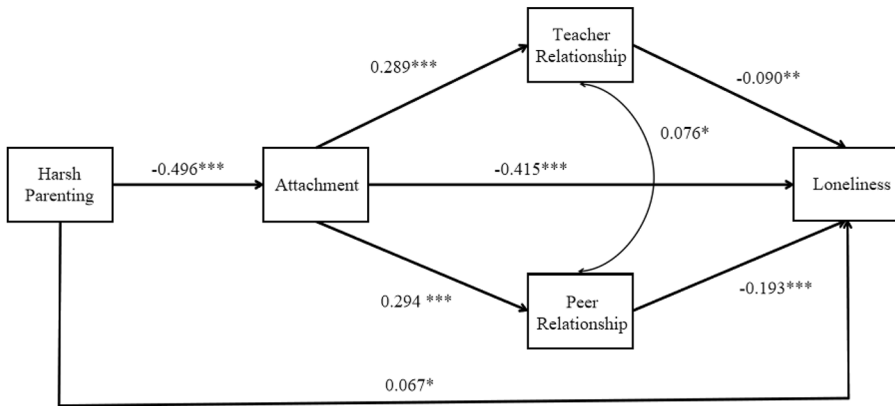 Teacher
Relationship
0.289***
-0.090**
0.076*
Harsh
Parenting
-0.496***
Attachment
-0.415***
Loneliness
0.294 ***
Peer
Relationship
-0.193***
0.067*